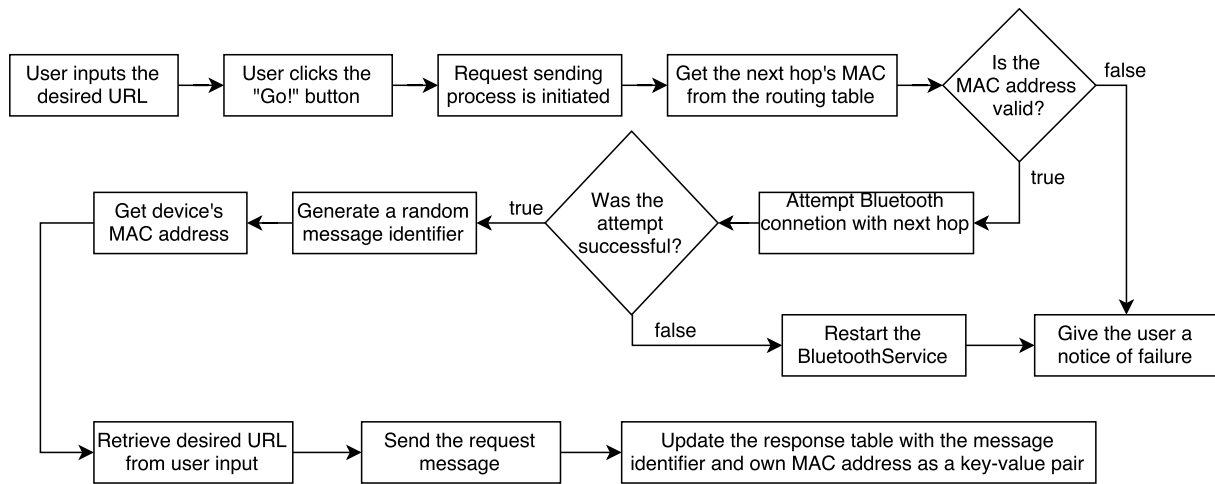 User inputs the
desired URL
User clicks the
"Go!" button
Request sending
process is initiated
Get the next hop's MAC
from the routing table
Is the
MAC address
valid?
false
true
Attempt Bluetooth
connetion with next hop
Was the
attempt
successful?
true
Generate a random
message identifier
Get device's
MAC address
false
Restart the
BluetoothService
Give the user a
notice of failure
Retrieve desired URL
from user input
Send the request
message
Update the response table with the message
identifier and own MAC address as a key-value pair